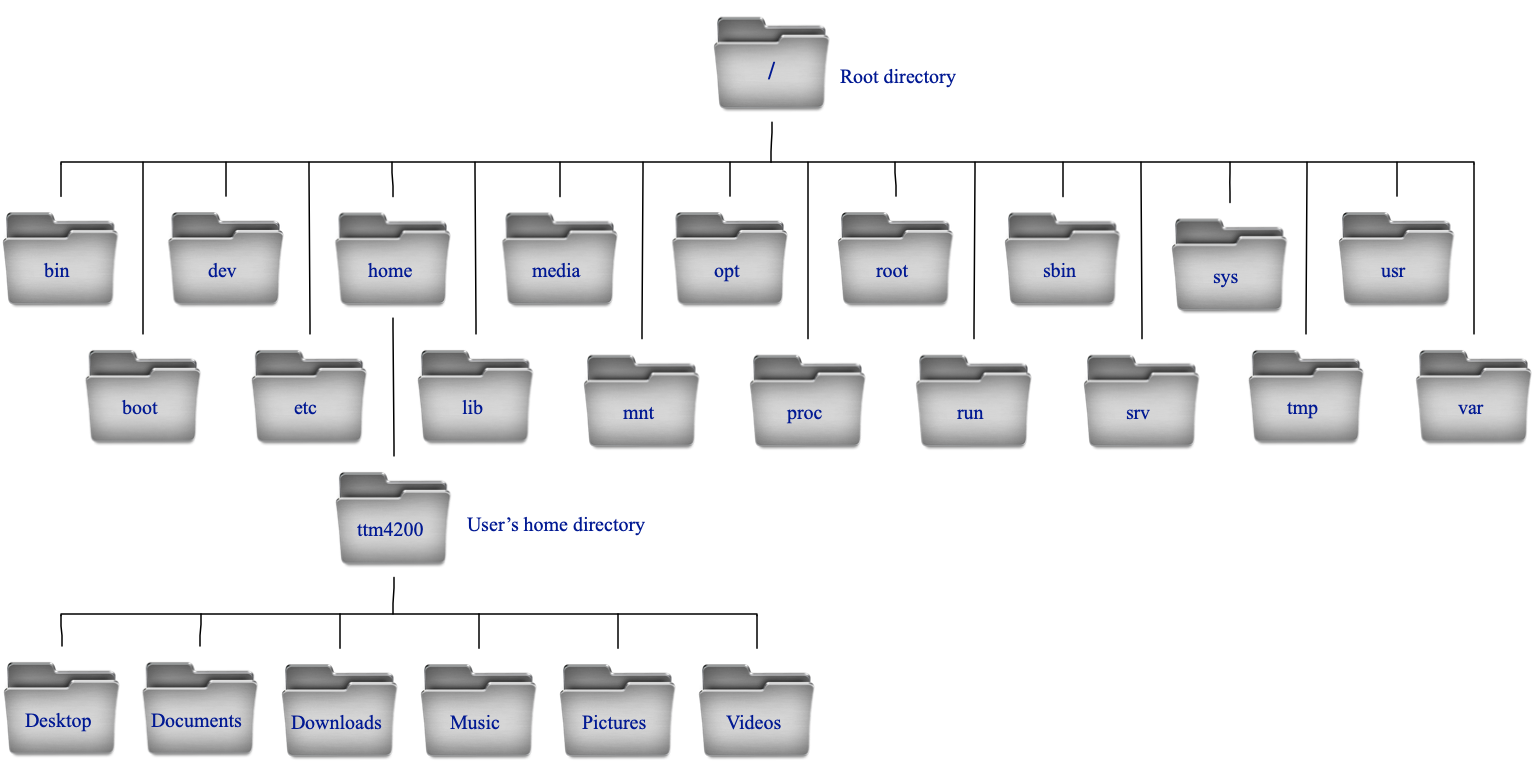 /
Root directory
bin
dev
home
media
opt
root
sbin
sys
usr
boot
etc
lib
mnt
proc
run
srv
tmp
var
ttm4200
User’s home directory
Desktop
Documents
Downloads
Music
Pictures
Videos